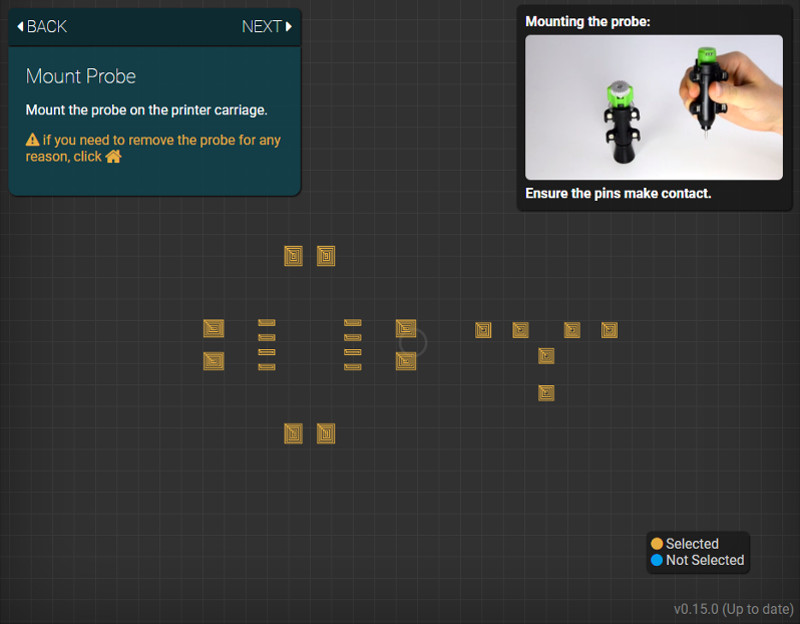 BACK
NEXT
Mount Probe
Mount the probe on the printer carriage.
if you need to remove the probe for any
reason, click
Mounting the probe:
Ensure the pins make contact.
Selected
Not Selected
v0.15.0 (Up to date)